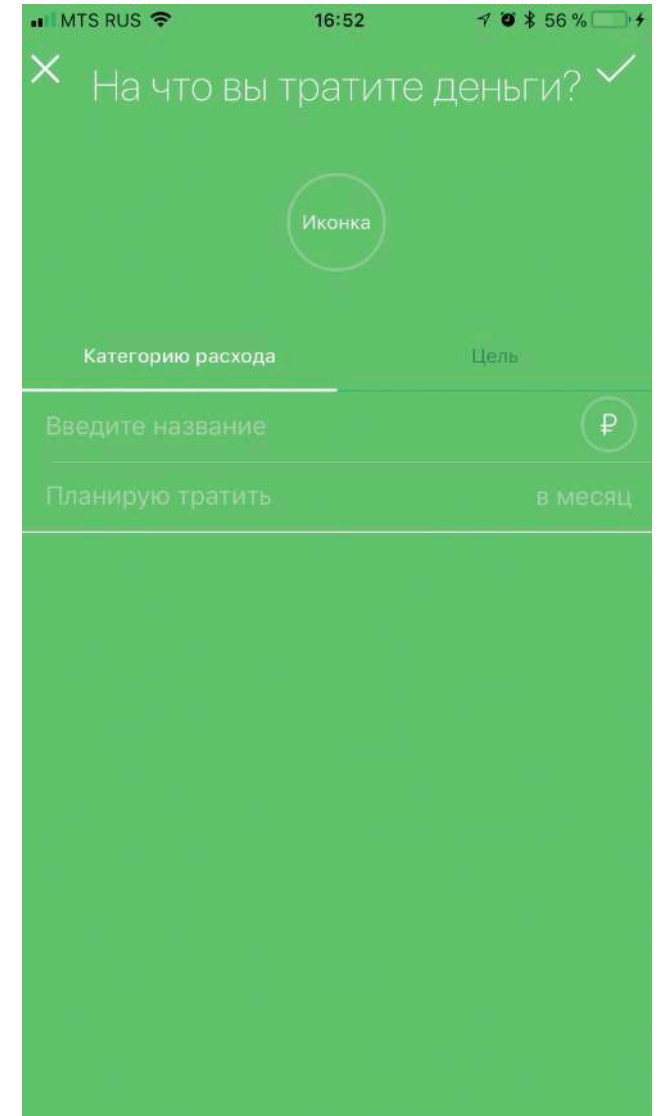 MTS RUS 16:52 56 %
На что вы тратите деньги?
Иконка
Категорию расхода Цель
Введите название ₽
Планирую тратить в месяц